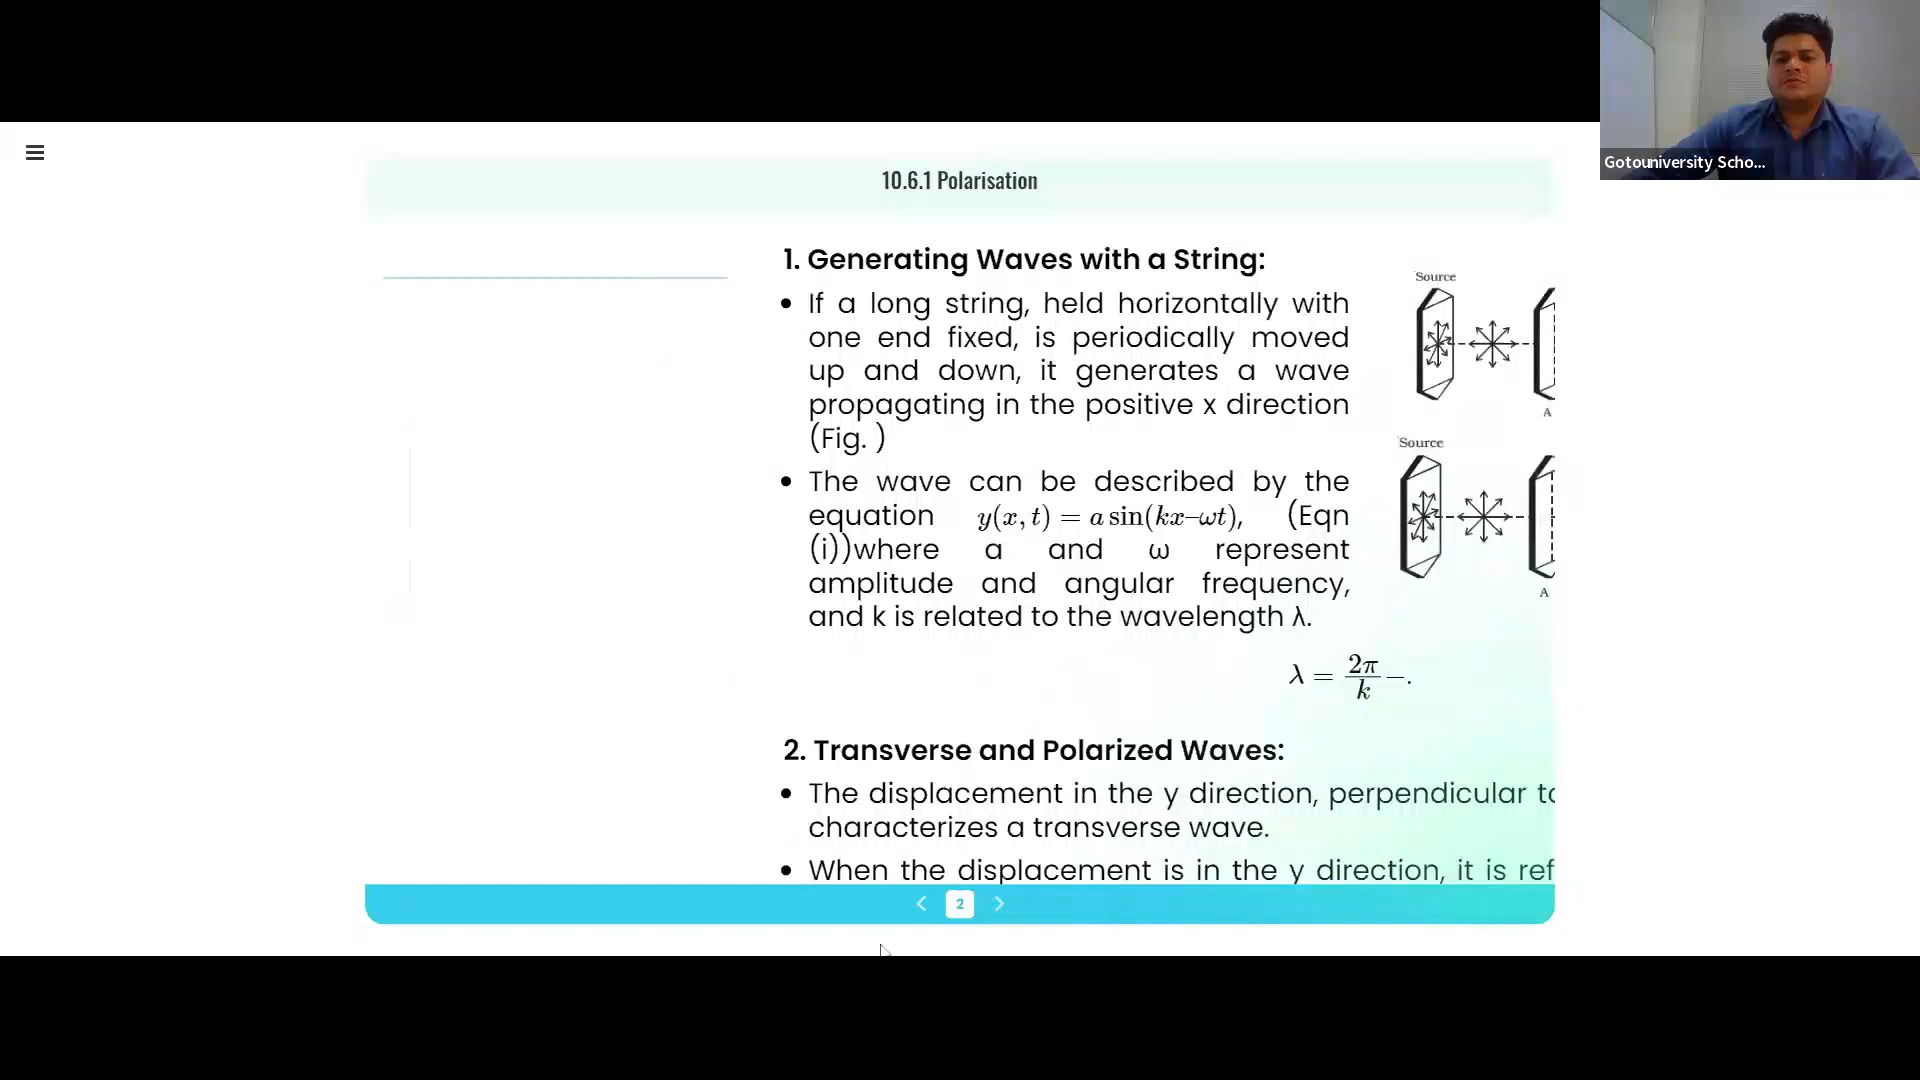 Gotouniversity Scho...
10.6.1 Polarisation
1. Generating Waves with a String:
• If a long string, held horizontally with
one end fixed, is periodically moved
up and down, it generates a wave
propagating in the positive x direction
(Fig. )
• The wave can be described by the
equation y(x, t) = a sin(kx–ωt), (Eqn
(i))where a and ω represent
amplitude and angular frequency,
and k is related to the wavelength λ.
λ = 2π/k –.
2. Transverse and Polarized Waves:
• The displacement in the y direction, perpendicular to
characterizes a transverse wave.
• When the displacement is in the y direction, it is ref
Source
A
Source
A
2